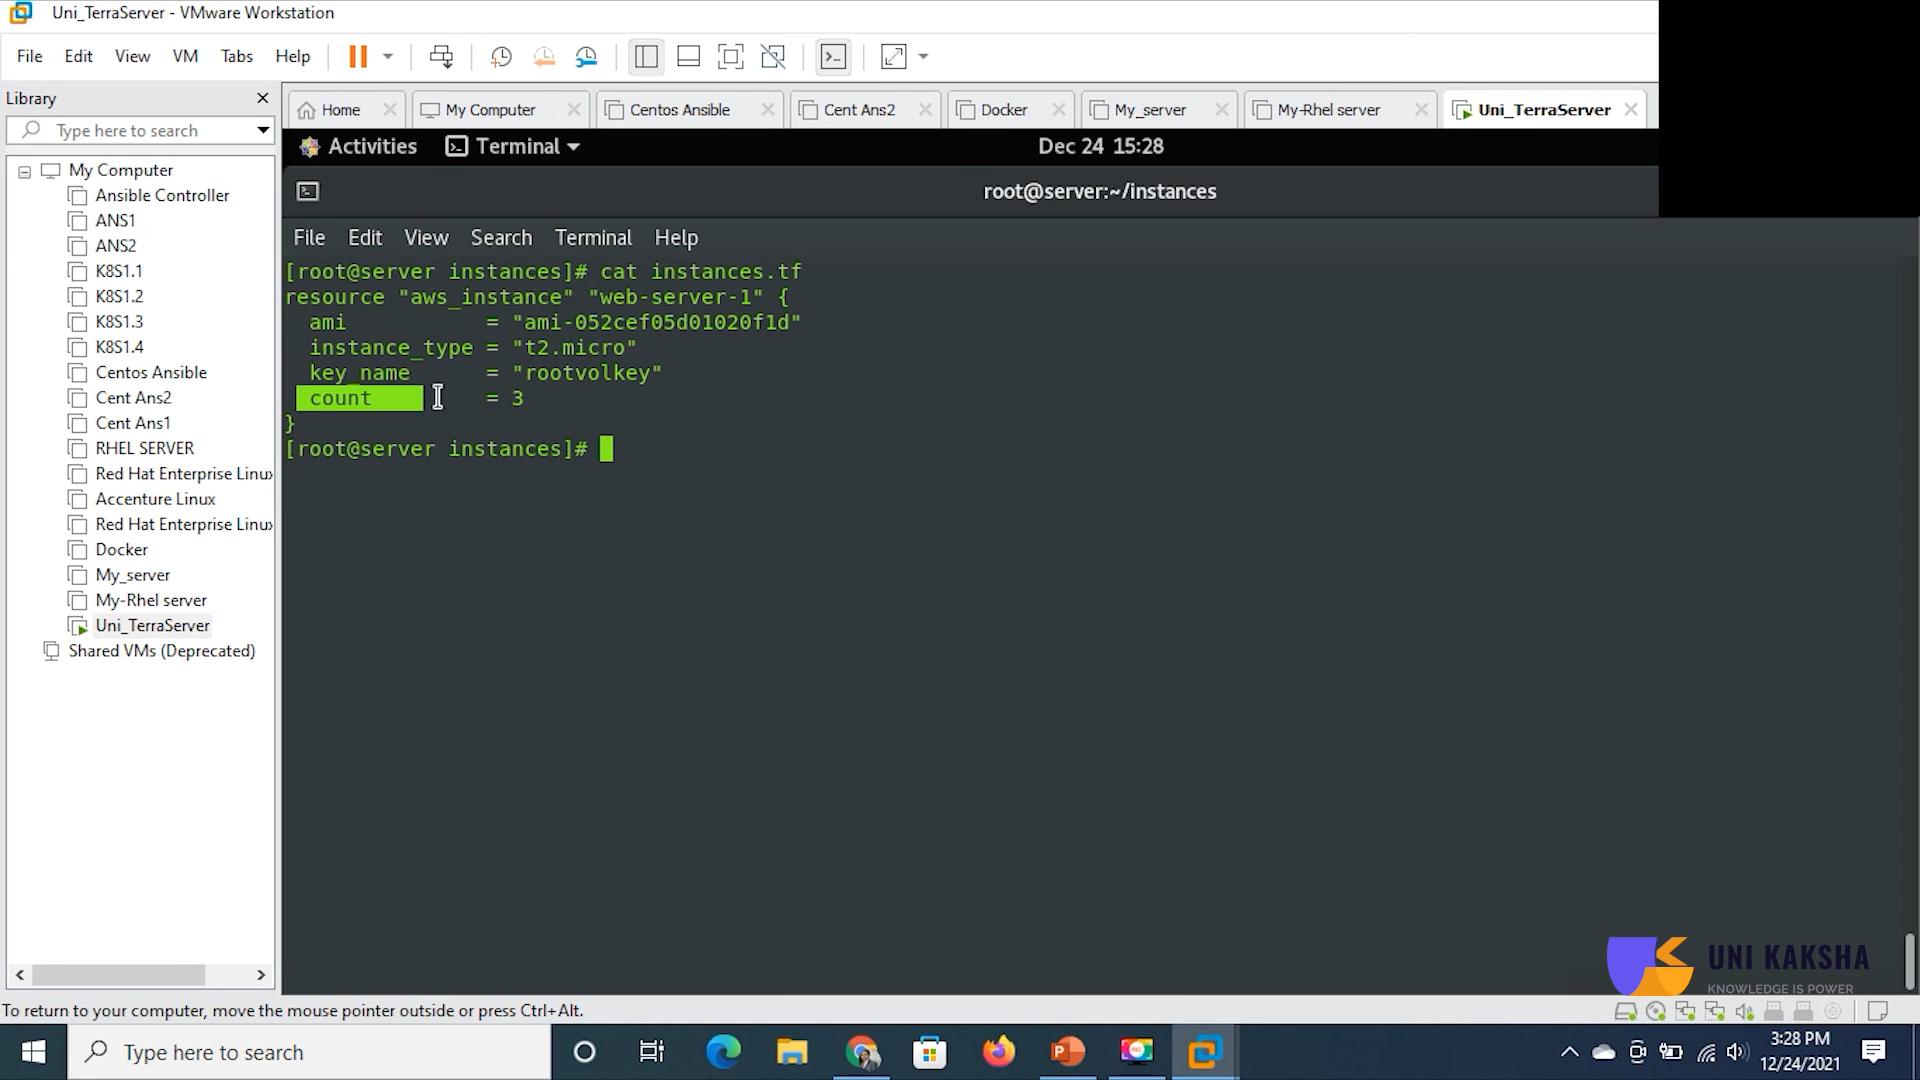 Uni_TerraServer - VMware Workstation
File Edit View VM Tabs Help
Library
Type here to search
My Computer
Ansible Controller
ANS1
ANS2
K8S1.1
K8S1.2
K8S1.3
K8S1.4
Centos Ansible
Cent Ans2
Cent Ans1
RHEL SERVER
Red Hat Enterprise Linux
Accenture Linux
Red Hat Enterprise Linux
Docker
My_server
My-Rhel server
Uni_TerraServer
Shared VMs (Deprecated)
Home My Computer Centos Ansible Cent Ans2 Docker My_server My-Rhel server Uni_TerraServer
Activities Terminal Dec 24 15:28
root@server:~/instances
File Edit View Search Terminal Help
[root@server instances]# cat instances.tf
resource "aws_instance" "web-server-1" {
  ami           = "ami-052cef05d01020f1d"
  instance_type = "t2.micro"
  key_name      = "rootvolkey"
  count         = 3
}
[root@server instances]#
UNI KAKSHA
KNOWLEDGE IS POWER
To return to your computer, move the mouse pointer outside or press Ctrl+Alt.
Type here to search
3:28 PM
12/24/2021